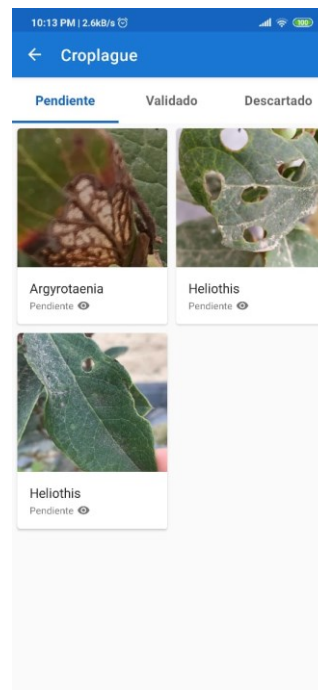 10:13 PM | 2.6kB/s
100
Croplague
Pendiente Validado Descartado
Argyrotaenia
Pendiente
Heliothis
Pendiente
Heliothis
Pendiente